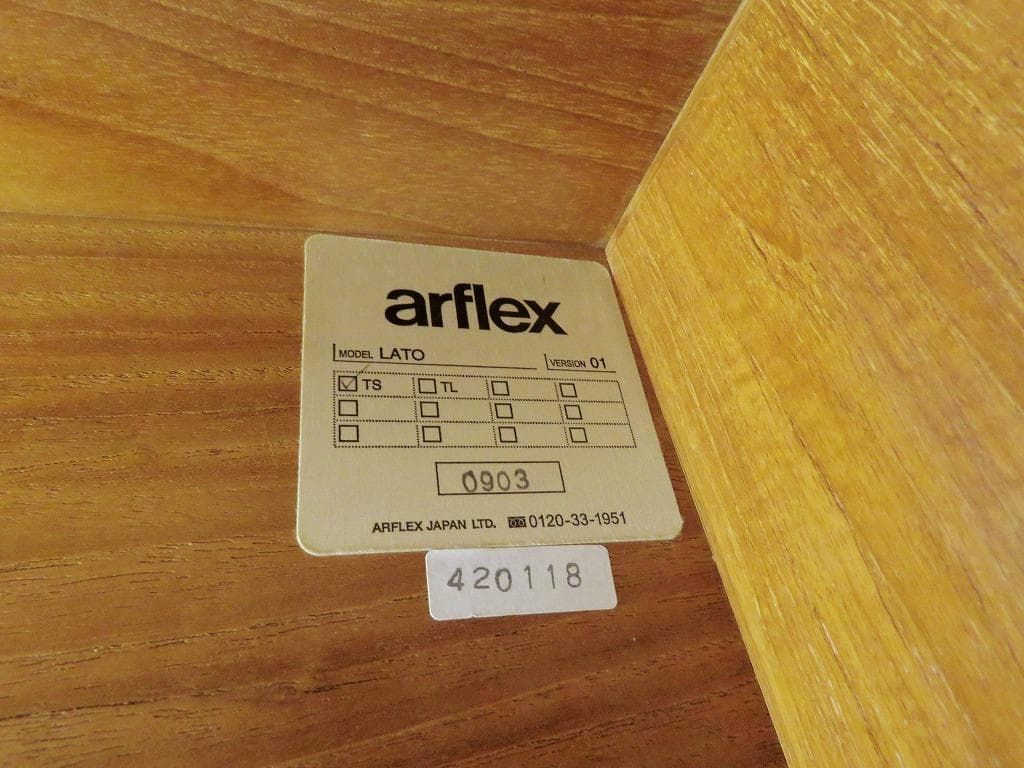 arflex
MODEL LATO VERSION 01
☑ TS ☐ TL ☐ ☐
☐ ☐ ☐ ☐
☐ ☐ ☐ ☐
0903
ARFLEX JAPAN LTD. 0120-33-1951
420118